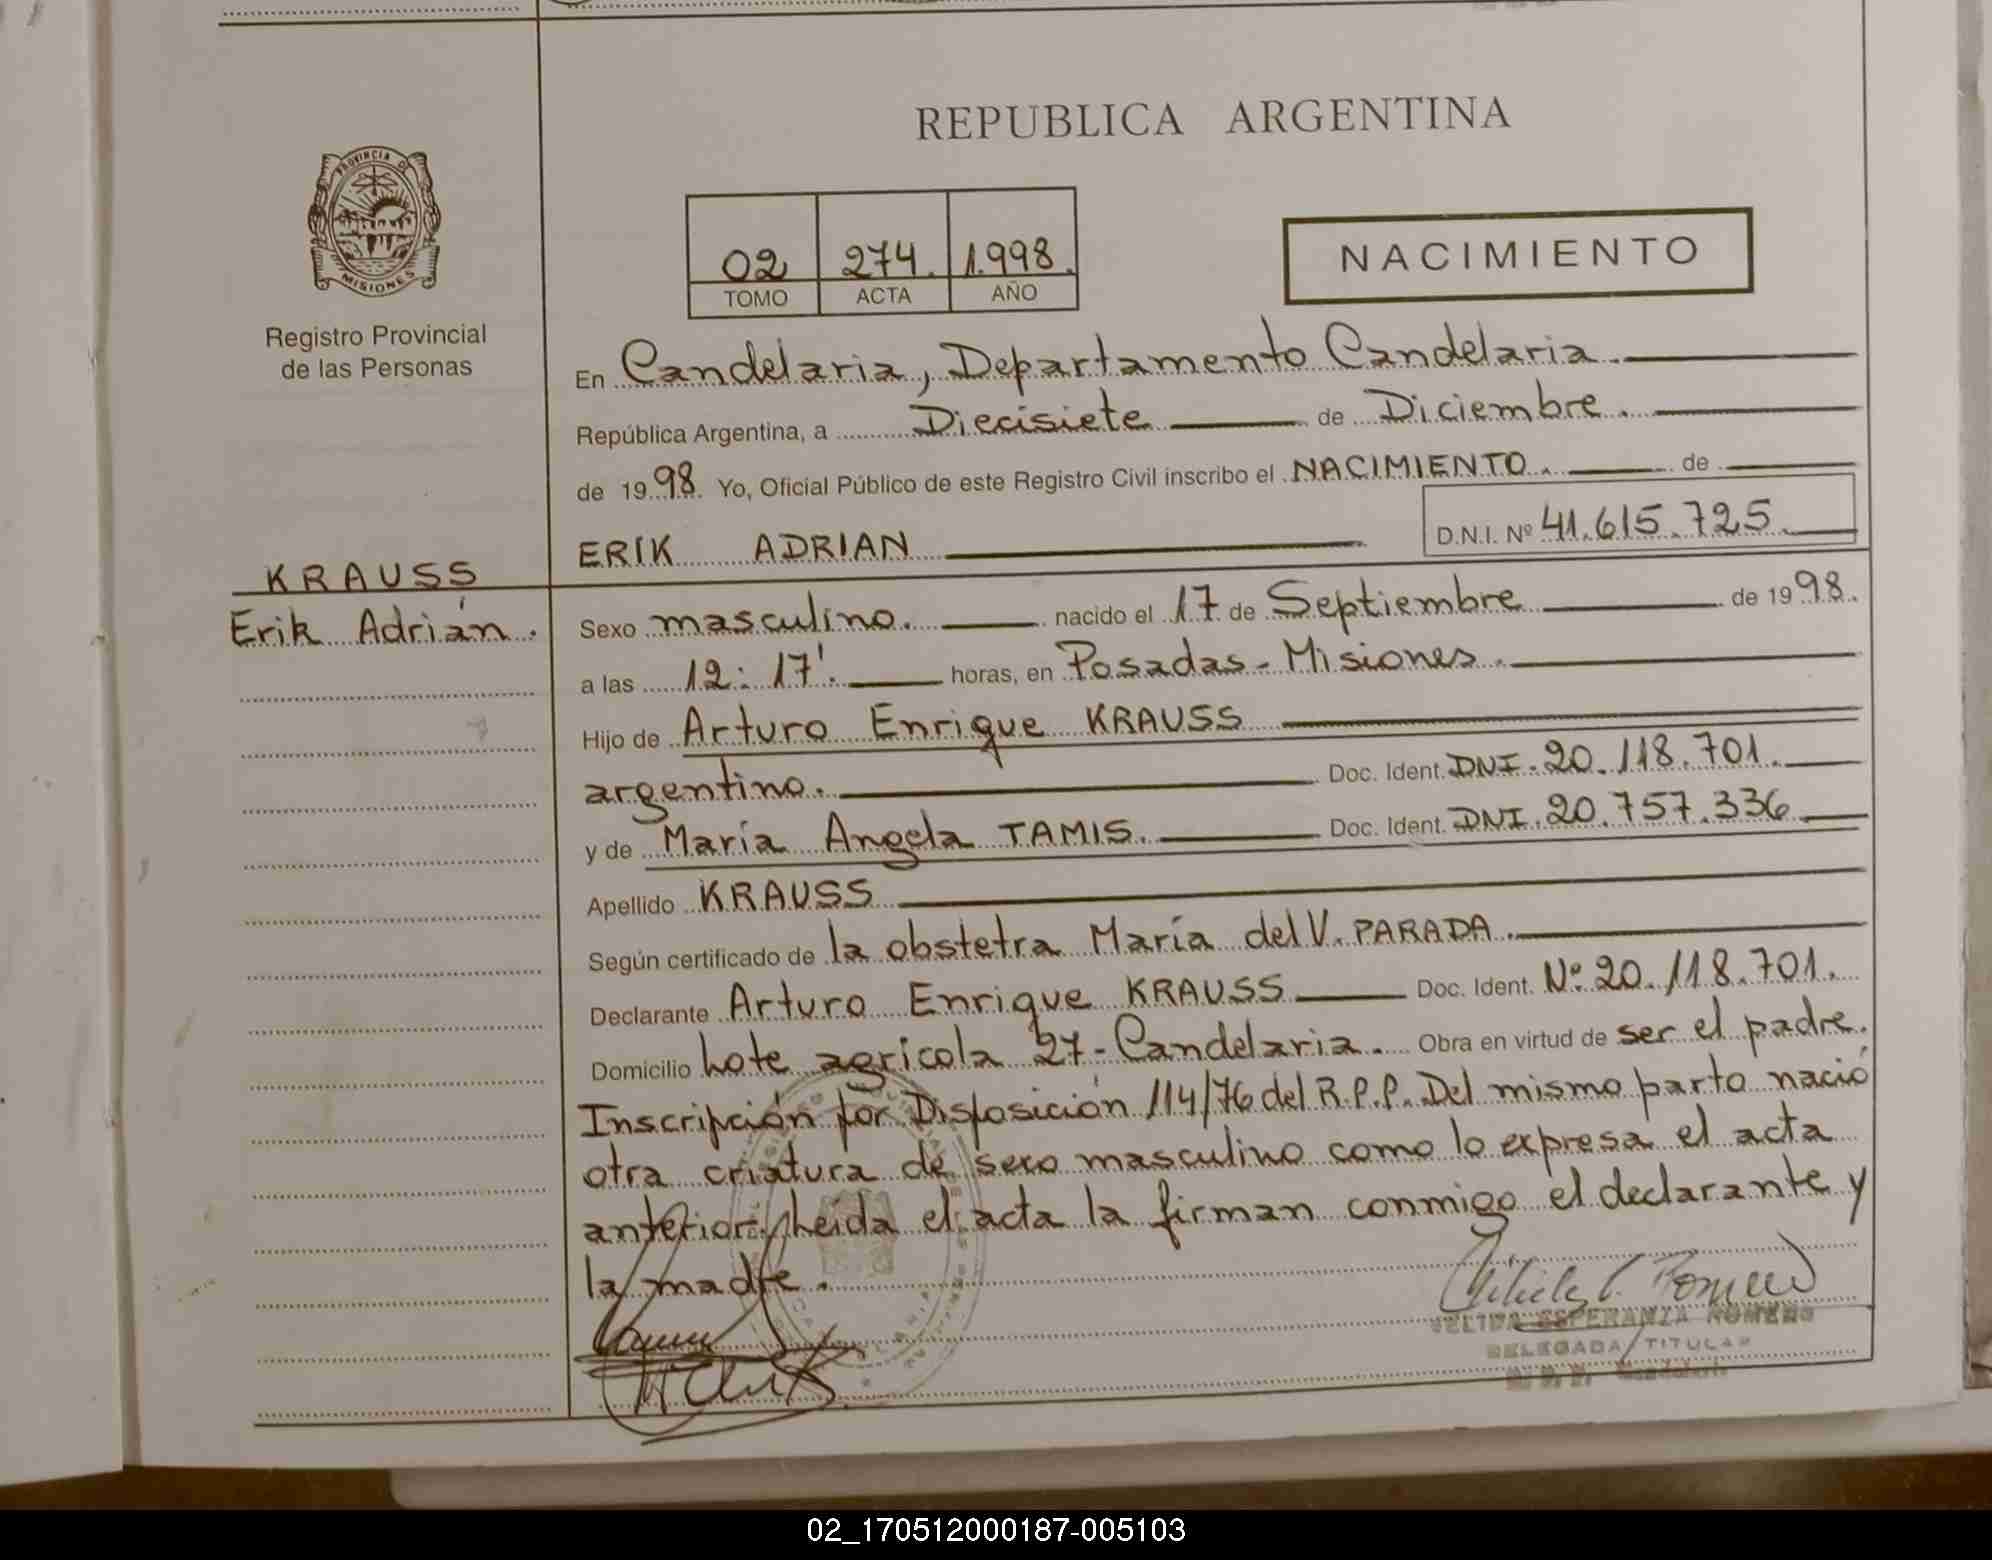 REPUBLICA ARGENTINA
PROVINCIA DE
MISIONES
Registro Provincial
de las Personas
02 274. 1.998.
TOMO ACTA AÑO
NACIMIENTO
En Candelaria, Departamento Candelaria.
República Argentina, a Diecisiete de Diciembre.
de 1998. Yo, Oficial Público de este Registro Civil inscribo el NACIMIENTO. de
ERIK ADRIAN D.N.I. Nº 41.615.725.
KRAUSS
Erik Adrián.
Sexo masculino. nacido el 17 de Septiembre de 1998.
a las 12:17'. horas, en Posadas-Misiones.
Hijo de Arturo Enrique KRAUSS
argentino. Doc. Ident. DNI. 20.118.701.
y de María Angela TAMIS. Doc. Ident. DNI. 20.757.336
Apellido KRAUSS
Según certificado de la obstetra María del V. PARADA.
Declarante Arturo Enrique KRAUSS Doc. Ident. Nº 20.118.701.
Domicilio Lote agrícola 27-Candelaria. Obra en virtud de ser el padre.
Inscripción por Disposición 114/76 del R.P.P. Del mismo parto nació
otra criatura de sexo masculino como lo expresa el acta
anterior. Leída el acta la firman conmigo el declarante y
la madre.
ESPERANZA ROMERO
DELEGADA TITULAR
02_170512000187-005103